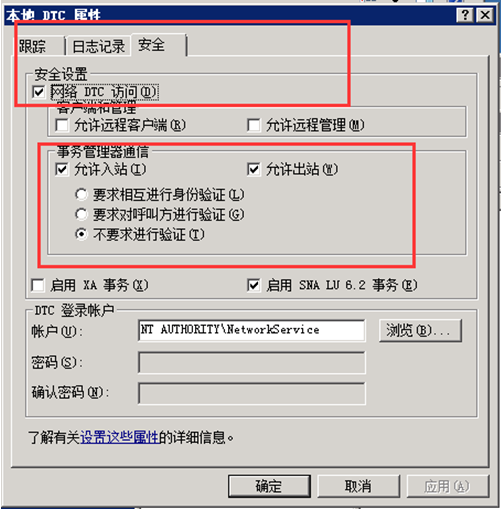 本地 DTC 属性
跟踪 日志记录 安全
安全设置
网络 DTC 访问(D)
客户端和管理
允许远程客户端(R) 允许远程管理(M)
事务管理器通信
允许入站(I) 允许出站(W)
要求相互进行身份验证(L)
要求对呼叫方进行验证(G)
不要求进行验证(T)
启用 XA 事务(X) 启用 SNA LU 6.2 事务(E)
DTC 登录帐户
帐户(U): NT AUTHORITY\NetworkService 浏览(B)...
密码(S):
确认密码(N):
了解有关设置这些属性的详细信息。
确定 取消 应用(A)